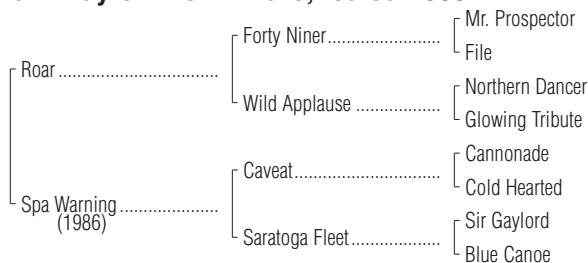 Mr. Prospector
Forty Niner
File
Roar
Northern Dancer
Wild Applause
Glowing Tribute
Cannonade
Caveat
Cold Hearted
Spa Warning
(1986)
Sir Gaylord
Saratoga Fleet
Blue Canoe